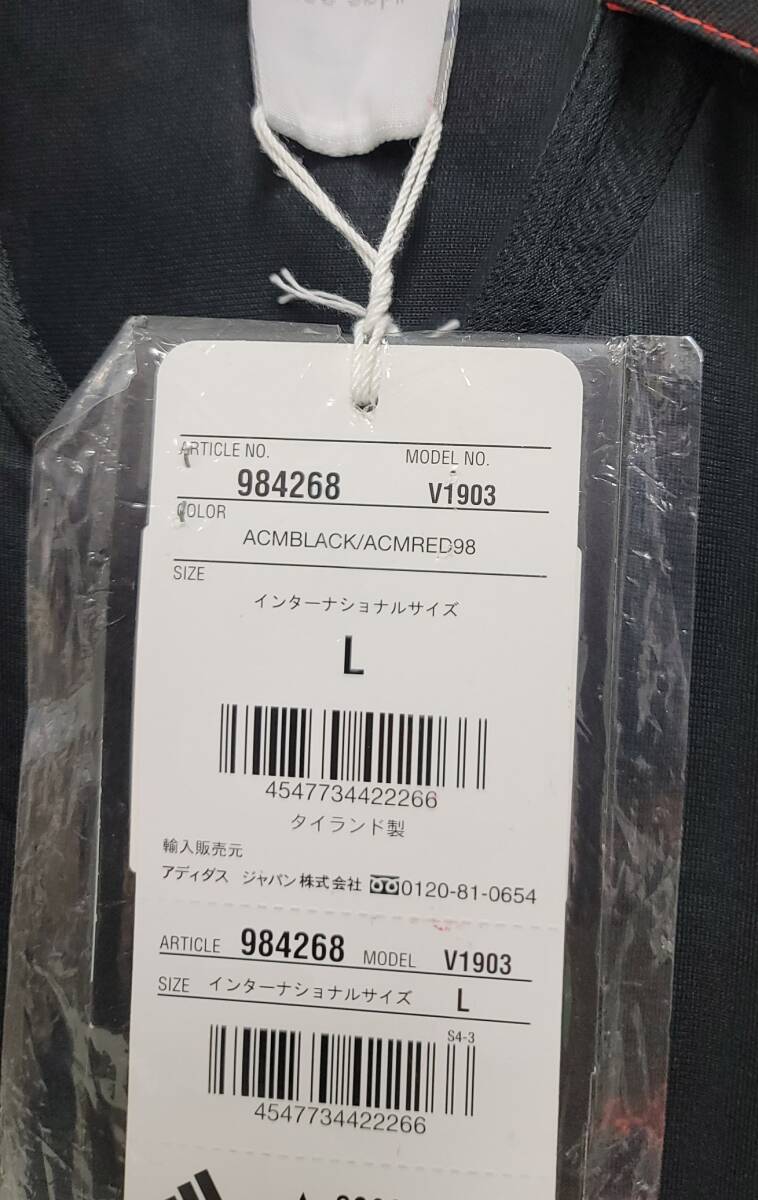 ARTICLE NO. MODEL NO.
984268 V1903
COLOR
ACMBLACK/ACMRED98
SIZE
インターナショナルサイズ
L
4547734422266
タイランド製
輸入販売元
アディダス ジャパン株式会社 0120-81-0654
ARTICLE 984268 MODEL V1903
SIZE インターナショナルサイズ L
S4-3
4547734422266